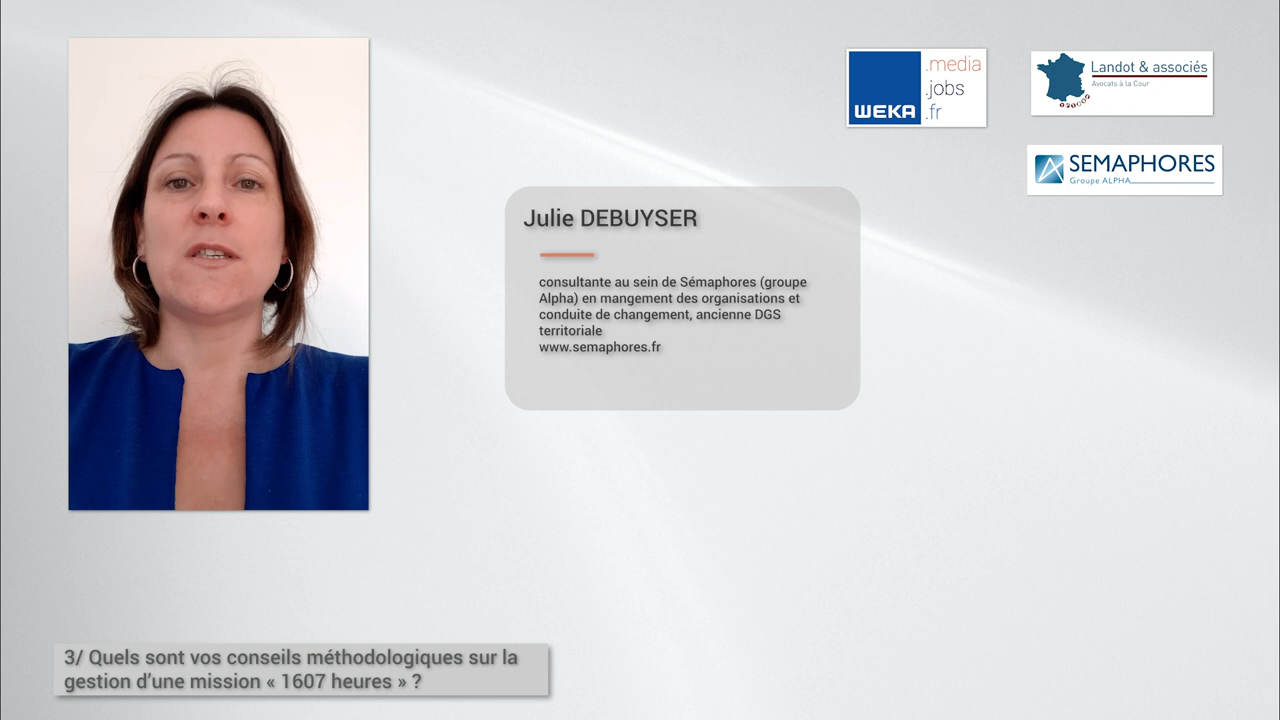 WEKA
.media
.jobs
.fr
Landot & associés
Avocats à la Cour
SEMAPHORES
Groupe ALPHA
Julie DEBUYSER
consultante au sein de Sémaphores (groupe
Alpha) en mangement des organisations et
conduite de changement, ancienne DGS
territoriale
www.semaphores.fr
3/ Quels sont vos conseils méthodologiques sur la
gestion d’une mission « 1607 heures » ?